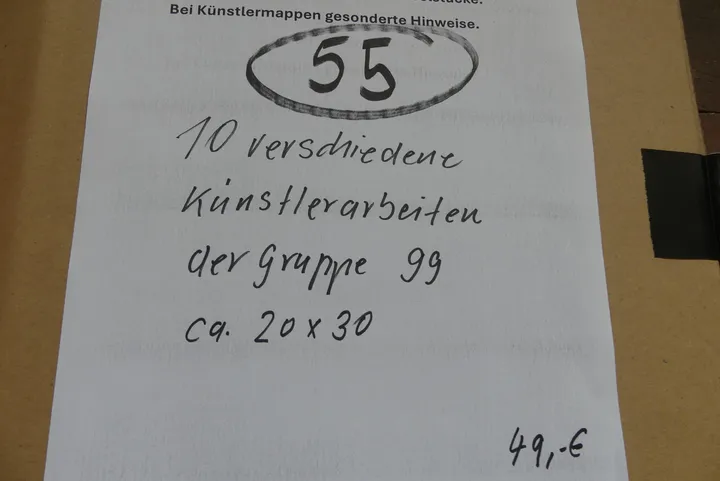 Bei Künstlermappen gesonderte Hinweise.
55
10 verschiedene
Künstlerarbeiten
der Gruppe 99
ca. 20 x 30
49,-€